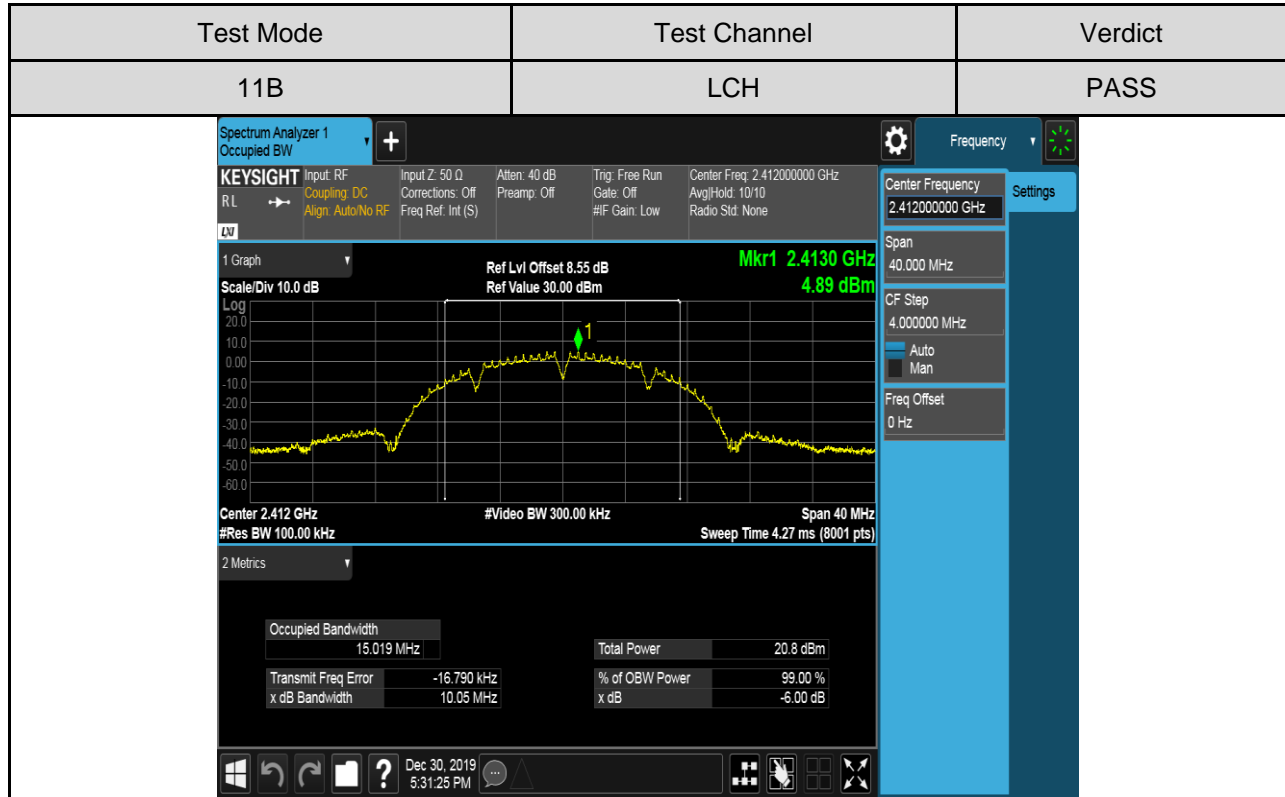 Test Mode Test Channel Verdict
11B LCH PASS
Spectrum Analyzer 1
Occupied BW
+
Frequency
KEYSIGHT
RL
LXI
Input: RF
Coupling: DC
Align: Auto/No RF
Input Z: 50 Ω
Corrections: Off
Freq Ref: Int (S)
Atten: 40 dB
Preamp: Off
Trig: Free Run
Gate: Off
#IF Gain: Low
Center Freq: 2.412000000 GHz
Avg|Hold: 10/10
Radio Std: None
Center Frequency
2.412000000 GHz
Settings
Span
40.000 MHz
CF Step
4.000000 MHz
Auto
Man
Freq Offset
0 Hz
1 Graph
Scale/Div 10.0 dB
Ref Lvl Offset 8.55 dB
Ref Value 30.00 dBm
Mkr1 2.4130 GHz
4.89 dBm
Log
20.0
10.0
0.00
-10.0
-20.0
-30.0
-40.0
-50.0
-60.0
1
Center 2.412 GHz
#Res BW 100.00 kHz
#Video BW 300.00 kHz
Span 40 MHz
Sweep Time 4.27 ms (8001 pts)
2 Metrics
Occupied Bandwidth
15.019 MHz
Total Power 20.8 dBm
Transmit Freq Error -16.790 kHz
% of OBW Power 99.00 %
x dB Bandwidth 10.05 MHz
x dB -6.00 dB
?
Dec 30, 2019
5:31:25 PM